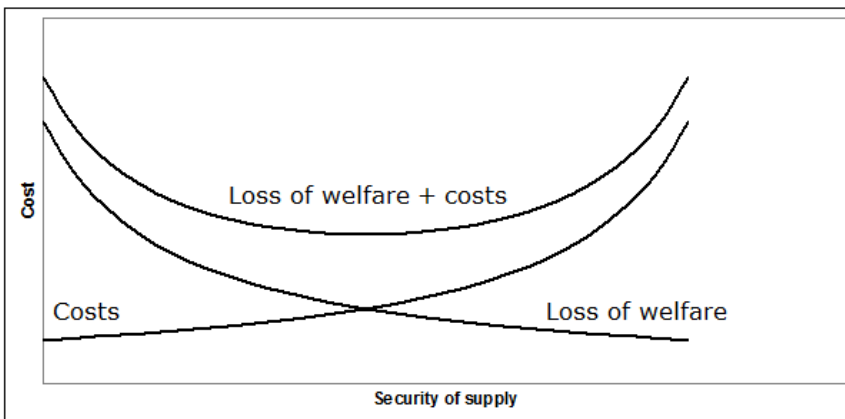 Loss of welfare + costs
Cost
Costs
Loss of welfare
Security of supply